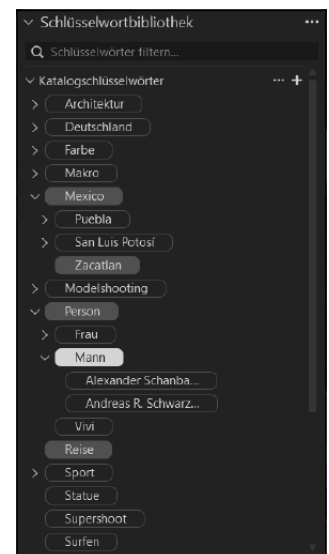 Schlüsselwortbibliothek
Schlüsselwörter filtern...
Katalogschlüsselwörter
Architektur
Deutschland
Farbe
Makro
Mexico
Puebla
San Luis Potosí
Zacatlan
Modelshooting
Person
Frau
Mann
Alexander Schanba...
Andreas R. Schwarz...
Vivi
Reise
Sport
Statue
Supershoot
Surfen